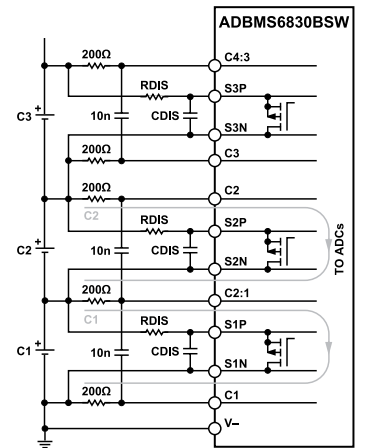 ADBMS6830BSW
200Ω
C4:3
RDIS
S3P
C3
+
10n
CDIS
S3N
200Ω
C3
200Ω
C2
C2
RDIS
S2P
C2
+
10n
CDIS
TO ADCs
S2N
200Ω
C2:1
C1
RDIS
S1P
C1
+
10n
CDIS
S1N
200Ω
C1
V–